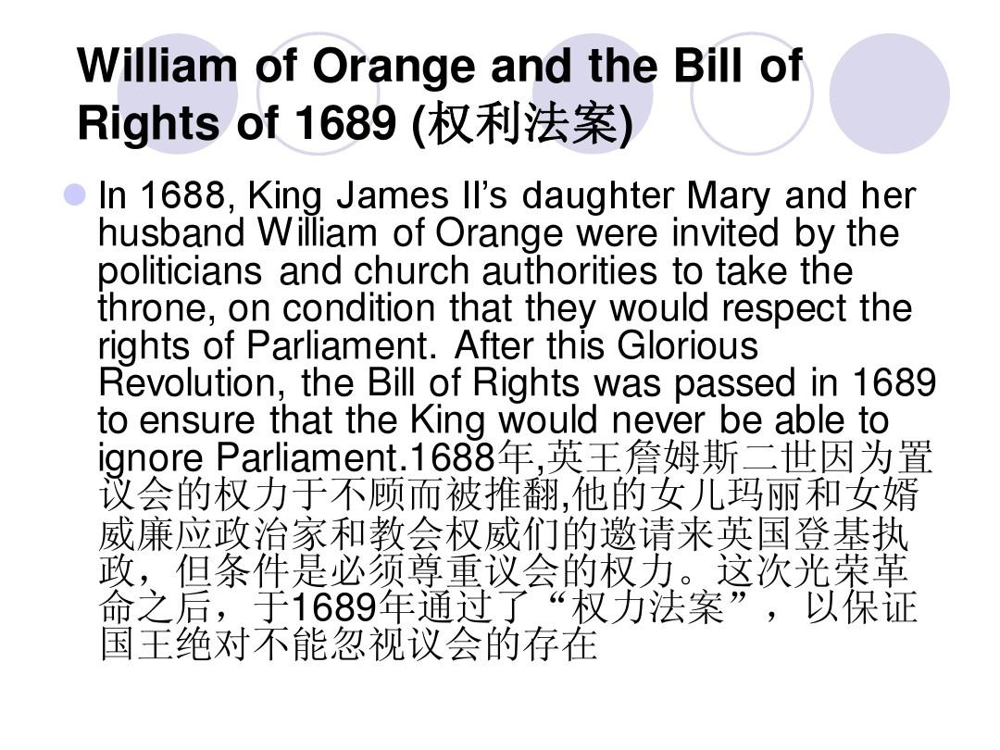 William of Orange and the Bill of
Rights of 1689 (权利法案)
In 1688, King James II’s daughter Mary and her
husband William of Orange were invited by the
politicians and church authorities to take the
throne, on condition that they would respect the
rights of Parliament. After this Glorious
Revolution, the Bill of Rights was passed in 1689
to ensure that the King would never be able to
ignore Parliament.1688年,英王詹姆斯二世因为置
议会的权力于不顾而被推翻,他的女儿玛丽和女婿
威廉应政治家和教会权威们的邀请来英国登基执
政，但条件是必须尊重议会的权力。这次光荣革
命之后，于1689年通过了“权力法案”，以保证
国王绝对不能忽视议会的存在